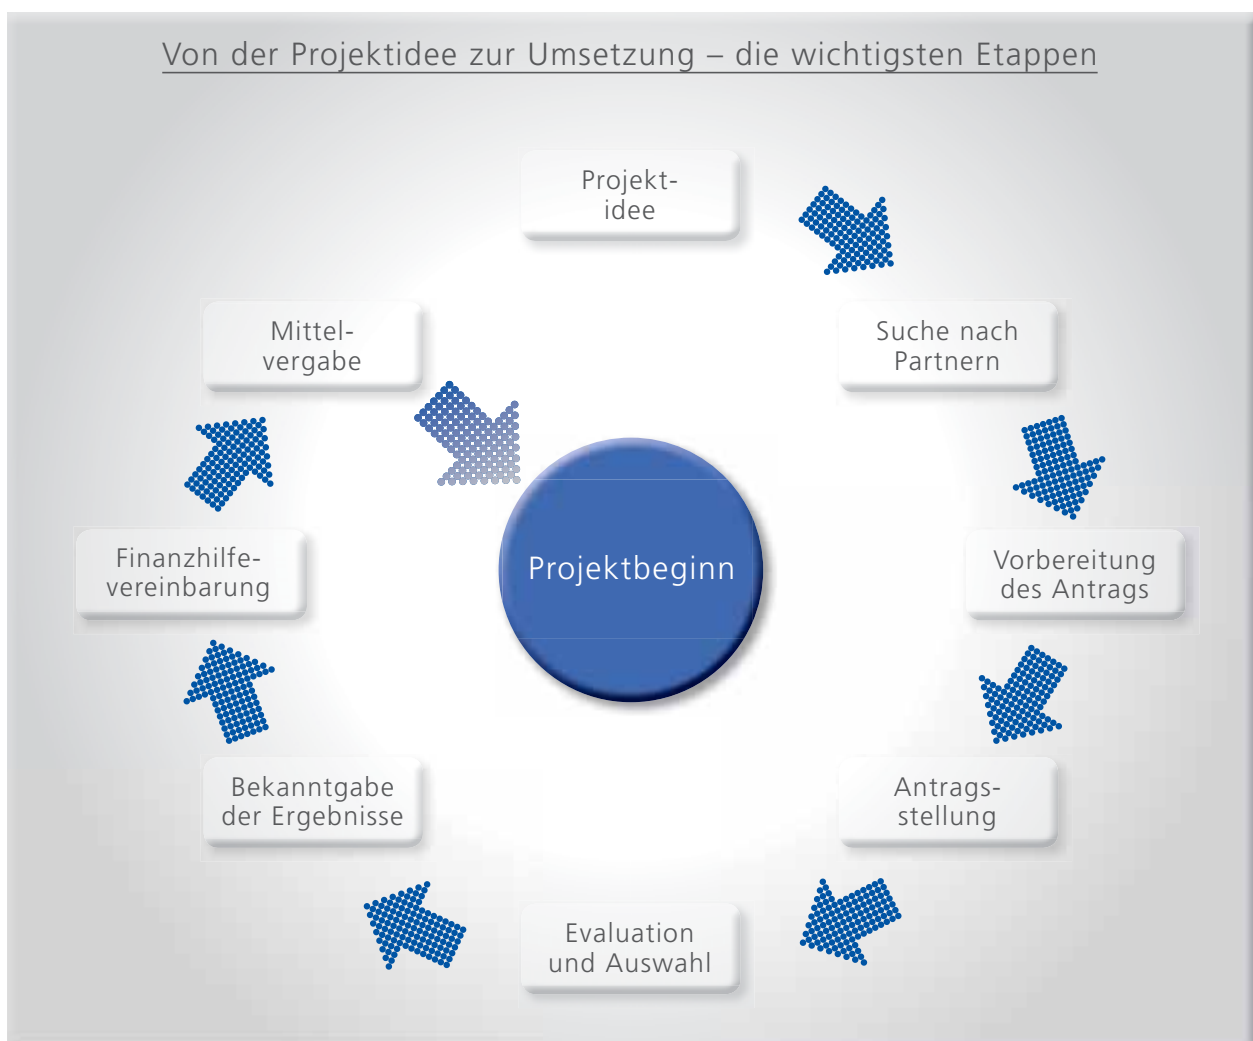 Von der Projektidee zur Umsetzung – die wichtigsten Etappen
Projekt-
idee
Suche nach
Partnern
Vorbereitung
des Antrags
Antrags-
stellung
Evaluation
und Auswahl
Bekanntgabe
der Ergebnisse
Finanzhilfe-
vereinbarung
Mittel-
vergabe
Projektbeginn